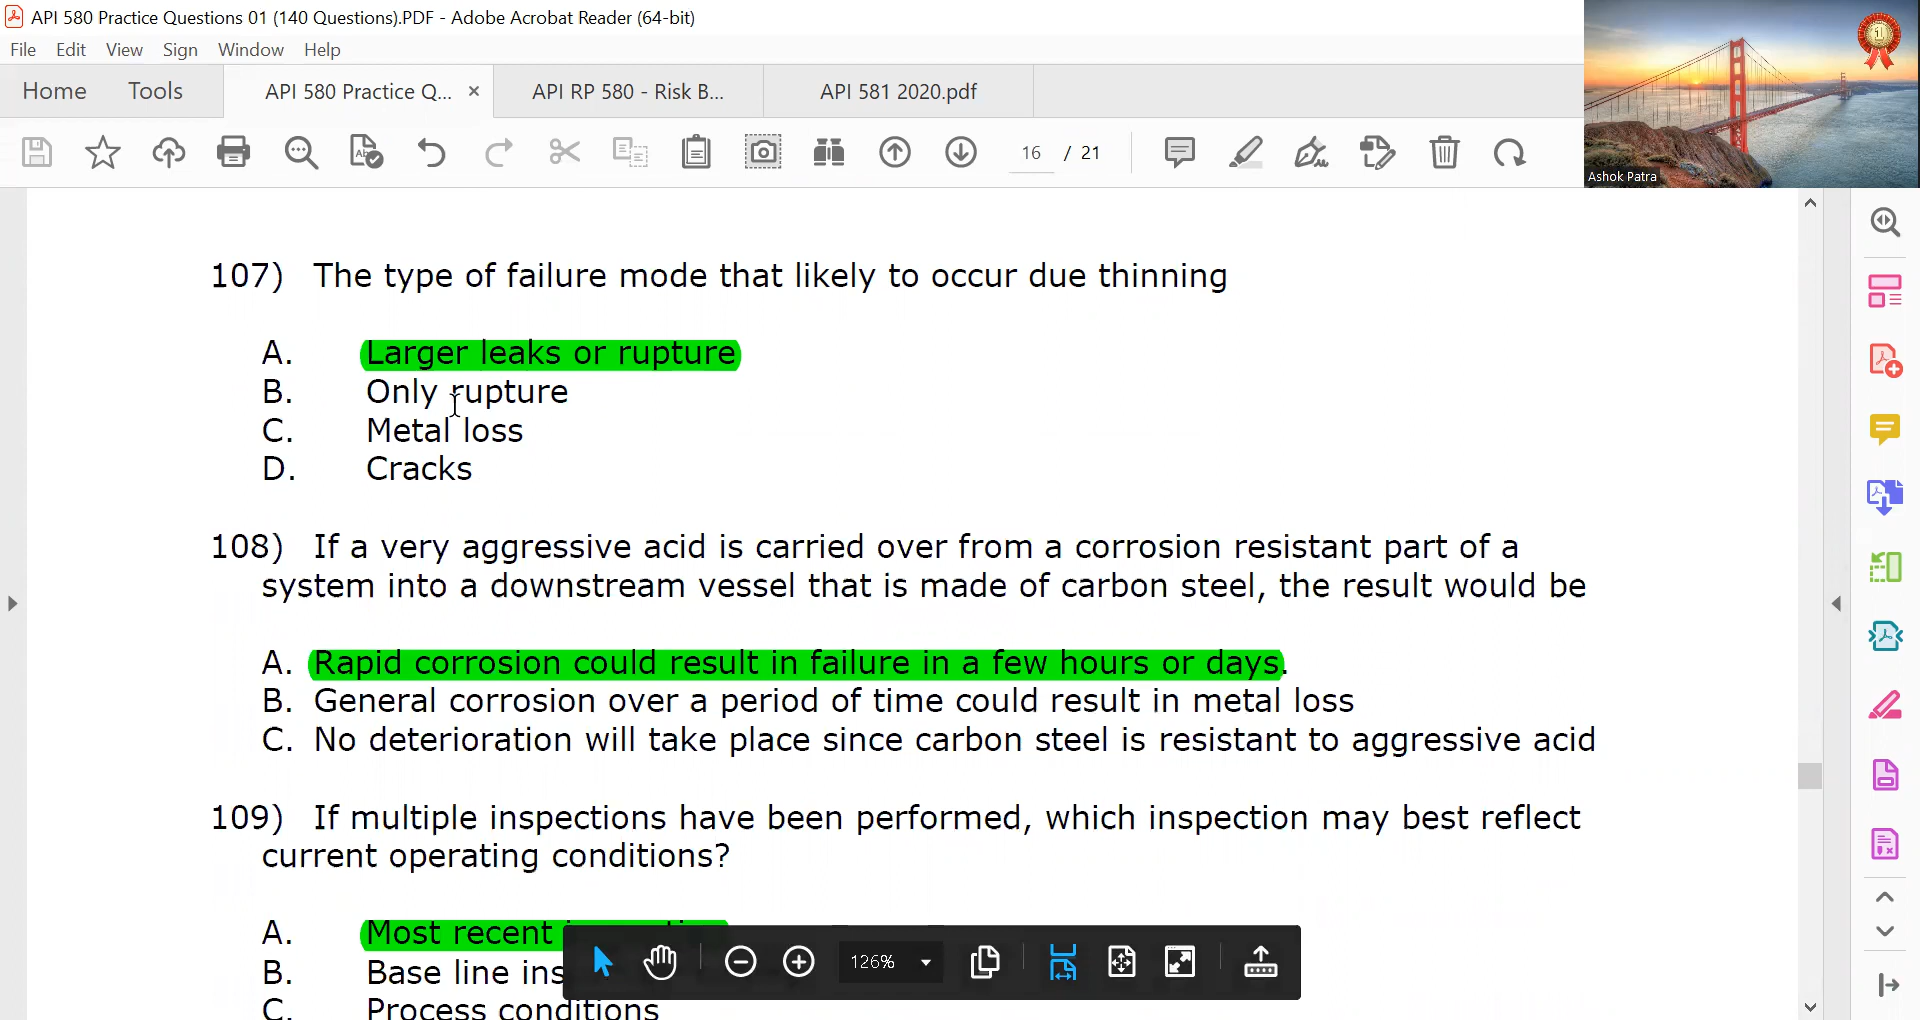 API 580 Practice Questions 01 (140 Questions).PDF - Adobe Acrobat Reader (64-bit)
File Edit View Sign Window Help
Home Tools API 580 Practice Q... × API RP 580 - Risk B... API 581 2020.pdf
16 / 21
1
Ashok Patra
107) The type of failure mode that likely to occur due thinning
A. Larger leaks or rupture
B. Only rupture
C. Metal loss
D. Cracks
108) If a very aggressive acid is carried over from a corrosion resistant part of a
system into a downstream vessel that is made of carbon steel, the result would be
A. Rapid corrosion could result in failure in a few hours or days.
B. General corrosion over a period of time could result in metal loss
C. No deterioration will take place since carbon steel is resistant to aggressive acid
109) If multiple inspections have been performed, which inspection may best reflect
current operating conditions?
A. Most recent
B. Base line ins
C. Process conditions
126%